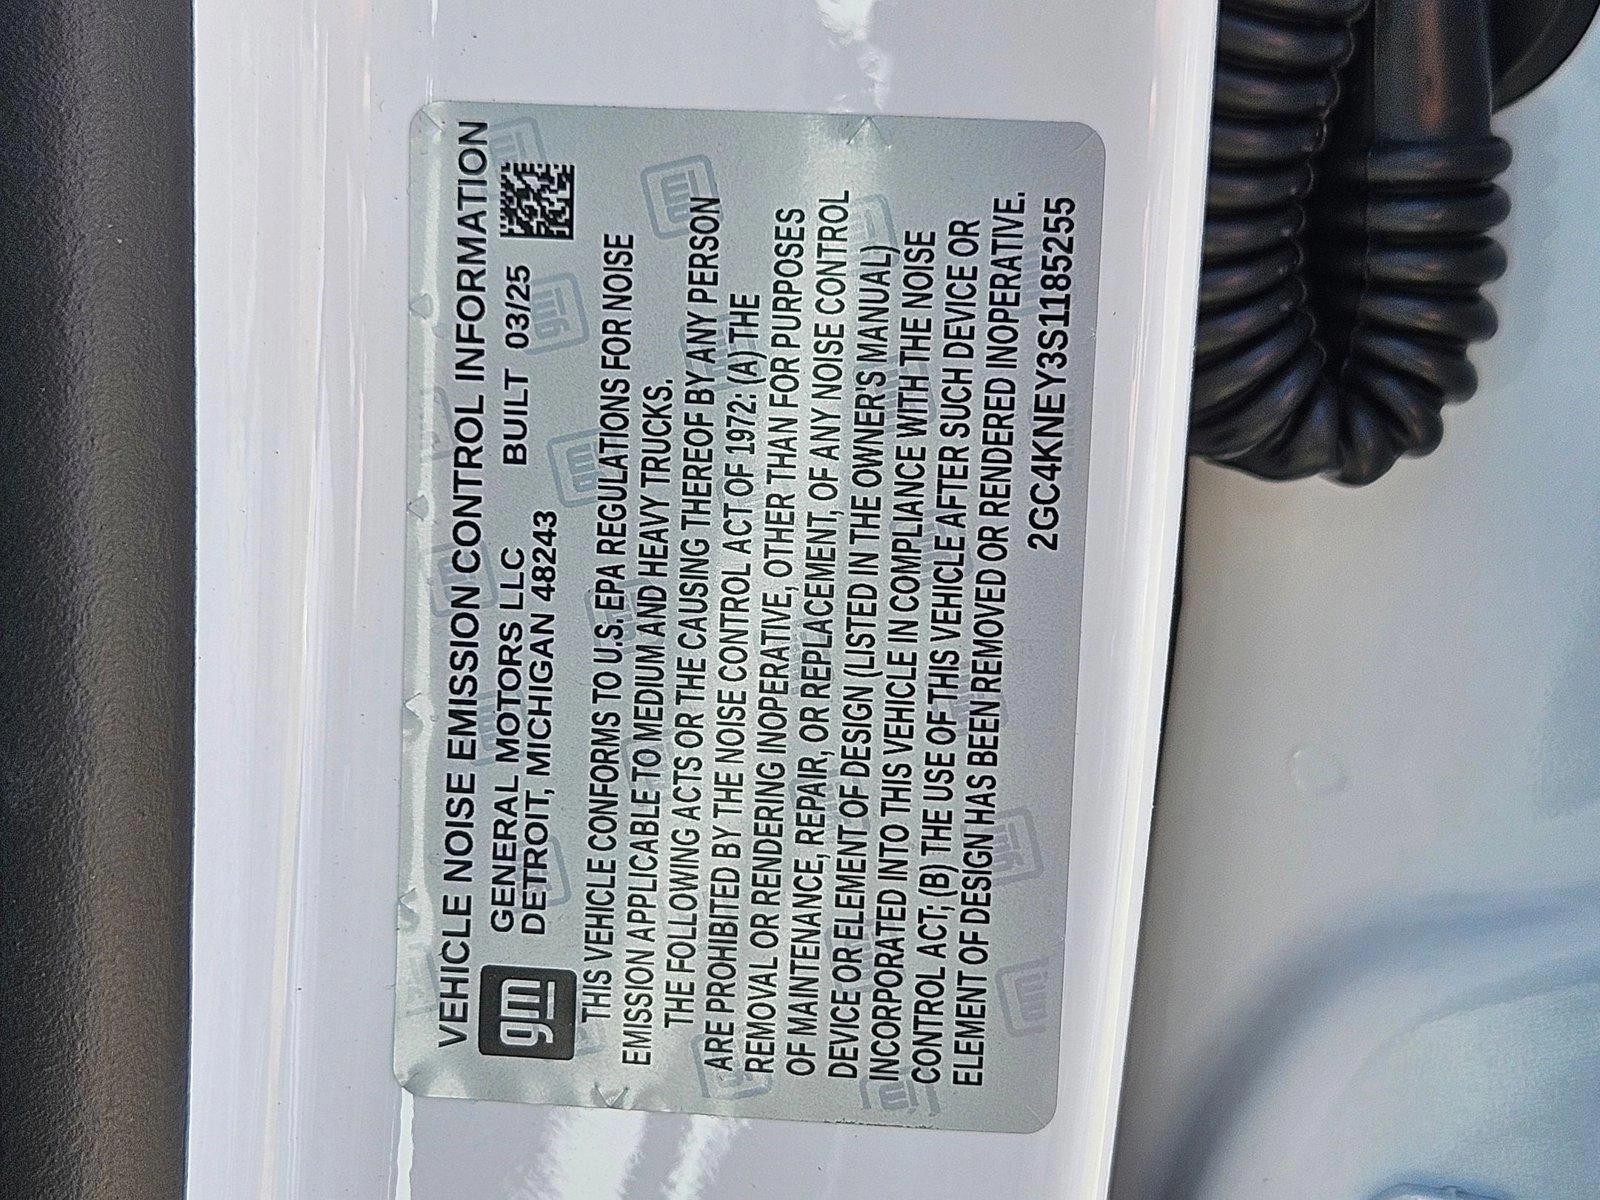 VEHICLE NOISE EMISSION CONTROL INFORMATION
gm
GENERAL MOTORS LLC BUILT 03/25
DETROIT, MICHIGAN 48243
THIS VEHICLE CONFORMS TO U.S. EPA REGULATIONS FOR NOISE
EMISSION APPLICABLE TO MEDIUM AND HEAVY TRUCKS.
THE FOLLOWING ACTS OR THE CAUSING THEREOF BY ANY PERSON
ARE PROHIBITED BY THE NOISE CONTROL ACT OF 1972: (A) THE
REMOVAL OR RENDERING INOPERATIVE, OTHER THAN FOR PURPOSES
OF MAINTENANCE, REPAIR, OR REPLACEMENT, OF ANY NOISE CONTROL
DEVICE OR ELEMENT OF DESIGN (LISTED IN THE OWNER'S MANUAL)
INCORPORATED INTO THIS VEHICLE IN COMPLIANCE WITH THE NOISE
CONTROL ACT; (B) THE USE OF THIS VEHICLE AFTER SUCH DEVICE OR
ELEMENT OF DESIGN HAS BEEN REMOVED OR RENDERED INOPERATIVE.
2GC4KNEY3S1185255